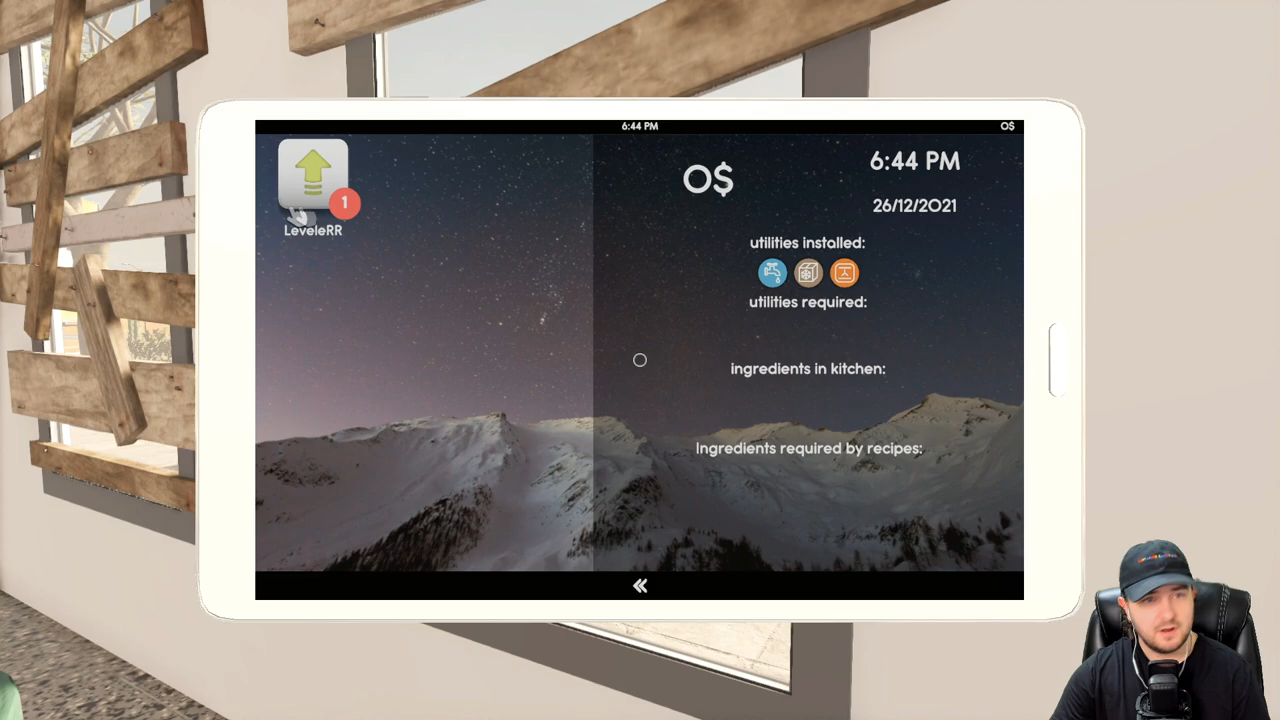 6:44 PM
O$
1
LeveleRR
O$
6:44 PM
26/12/2021
utilities installed:
utilities required:
ingredients in kitchen:
Ingredients required by recipes: